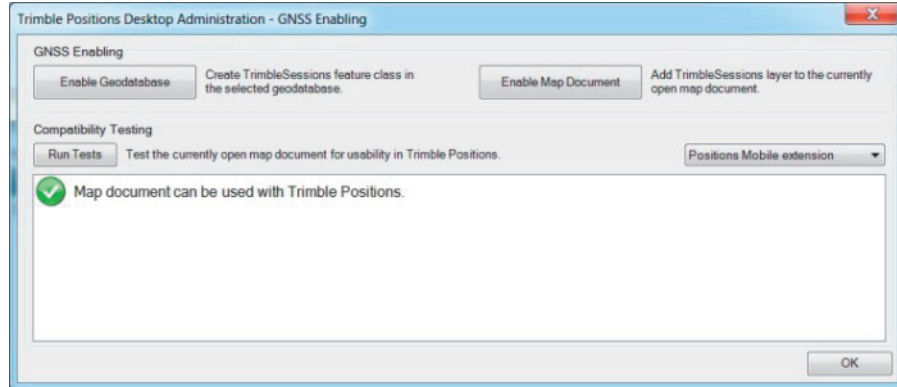 Trimble Positions Desktop Administration - GNSS Enabling
GNSS Enabling
Enable Geodatabase
Create TrimbleSessions feature class in
the selected geodatabase.
Enable Map Document
Add TrimbleSessions layer to the currently
open map document.
Compatibility Testing
Run Tests
Test the currently open map document for usability in Trimble Positions.
Positions Mobile extension
Map document can be used with Trimble Positions.
OK